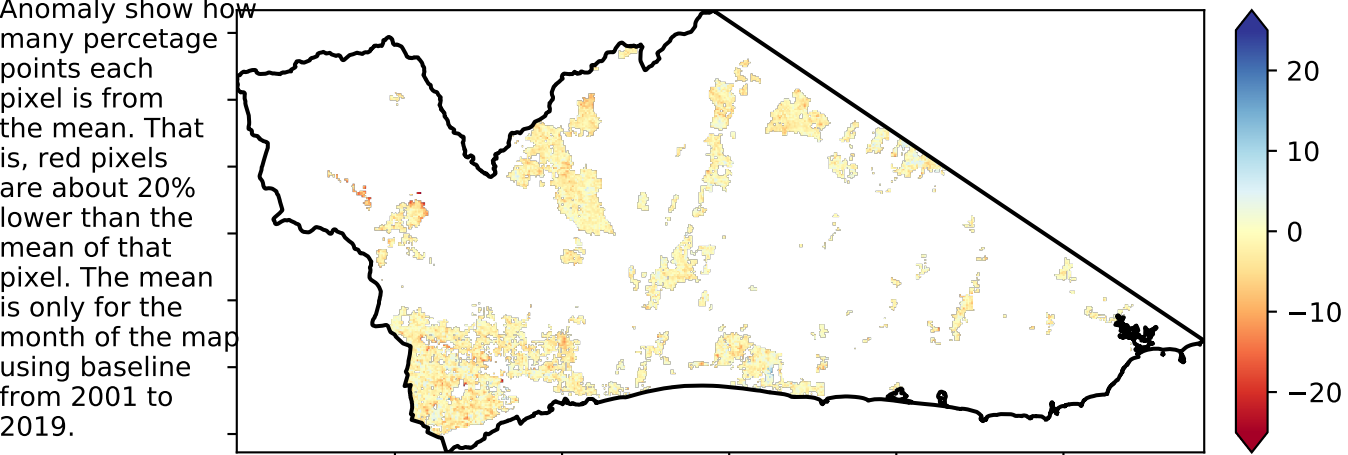 Anomaly show how
many percetage
points each
pixel is from
the mean. That
is, red pixels
are about 20%
lower than the
mean of that
pixel. The mean
is only for the
month of the map
using baseline
from 2001 to
2019.
20
10
0
−10
−20